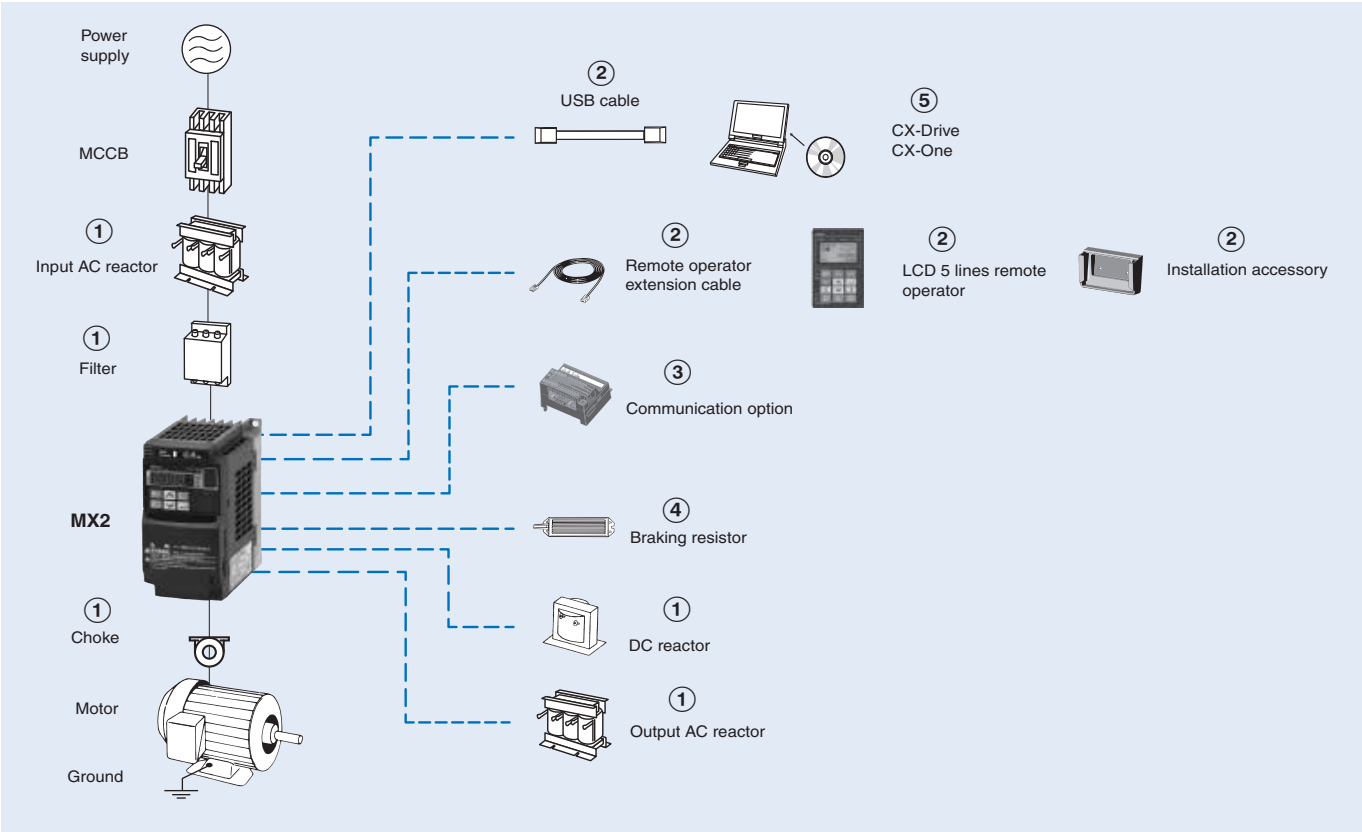 Power
supply
MCCB
1
Input AC reactor
1
Filter
MX2
1
Choke
Motor
Ground
2
USB cable
5
CX-Drive
CX-One
2
Remote operator
extension cable
2
LCD 5 lines remote
operator
2
Installation accessory
3
Communication option
4
Braking resistor
1
DC reactor
1
Output AC reactor